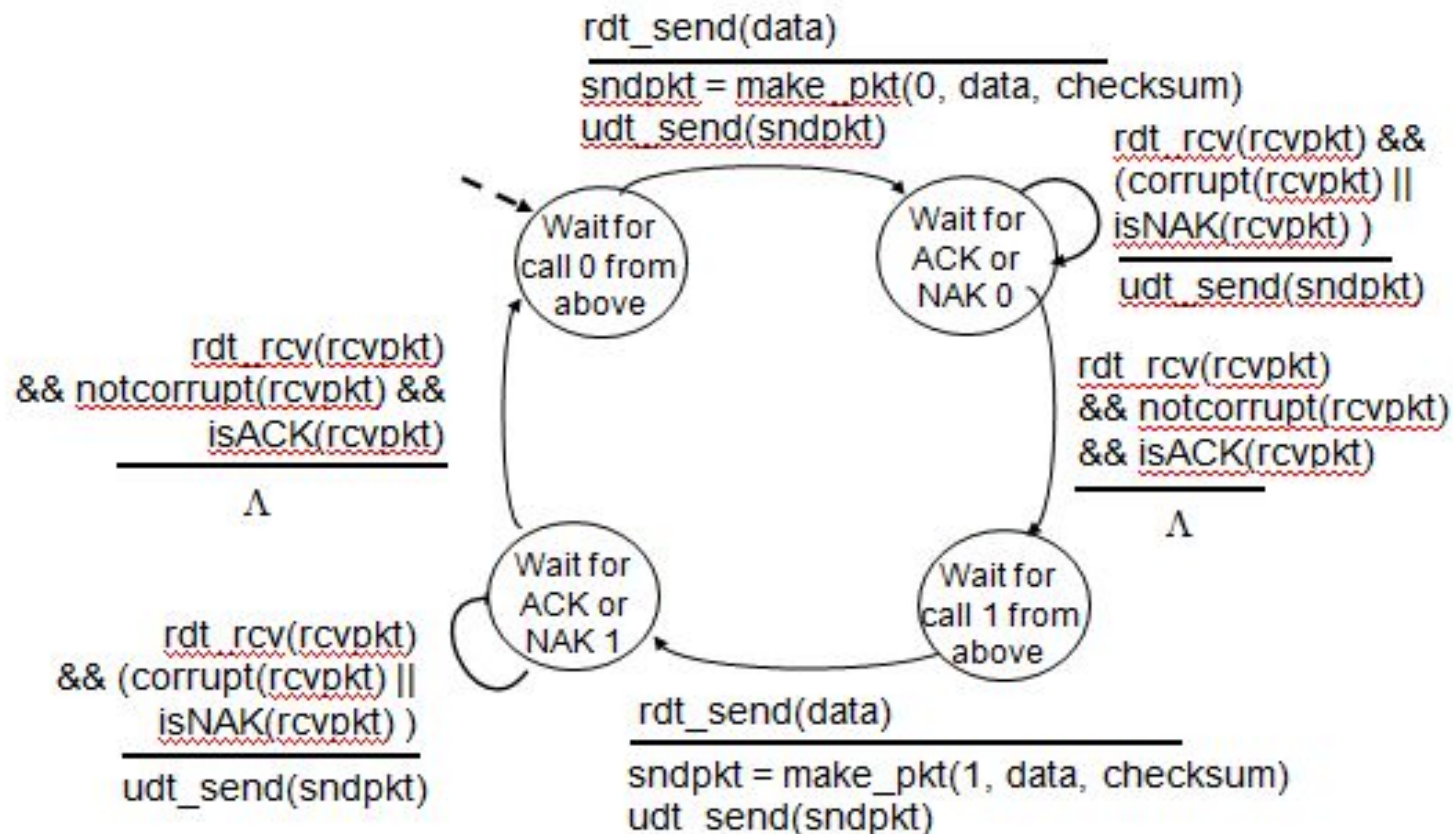 rdt_send(data)
sndpkt = make_pkt(0, data, checksum)
udt_send(sndpkt)
rdt_rcv(rcvpkt) &&
(corrupt(rcvpkt) ||
isNAK(rcvpkt) )
udt_send(sndpkt)
Wait for
call 0 from
above
Wait for
ACK or
NAK 0
rdt_rcv(rcvpkt)
&& notcorrupt(rcvpkt) &&
isACK(rcvpkt)
Λ
rdt_rcv(rcvpkt)
&& notcorrupt(rcvpkt)
&& isACK(rcvpkt)
Λ
Wait for
ACK or
NAK 1
Wait for
call 1 from
above
rdt_rcv(rcvpkt)
&& (corrupt(rcvpkt) ||
isNAK(rcvpkt) )
udt_send(sndpkt)
rdt_send(data)
sndpkt = make_pkt(1, data, checksum)
udt_send(sndpkt)